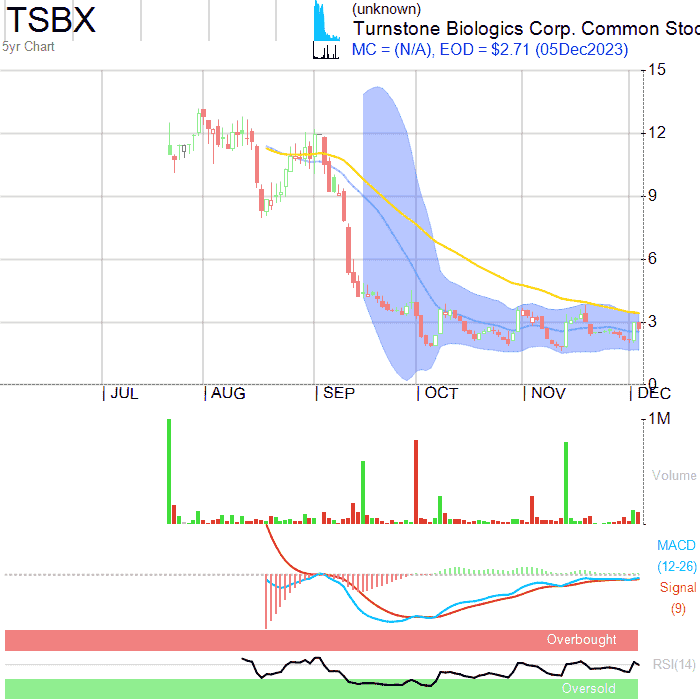 TSBX
5yr Chart
(unknown)
Turnstone Biologics Corp. Common Stoc
MC = (N/A), EOD = $2.71 (05Dec2023)
15
12
9
6
3
0
JUL AUG SEP OCT NOV DEC
1M
Volume
MACD
(12-26)
Signal
(9)
Overbought
RSI(14)
Oversold